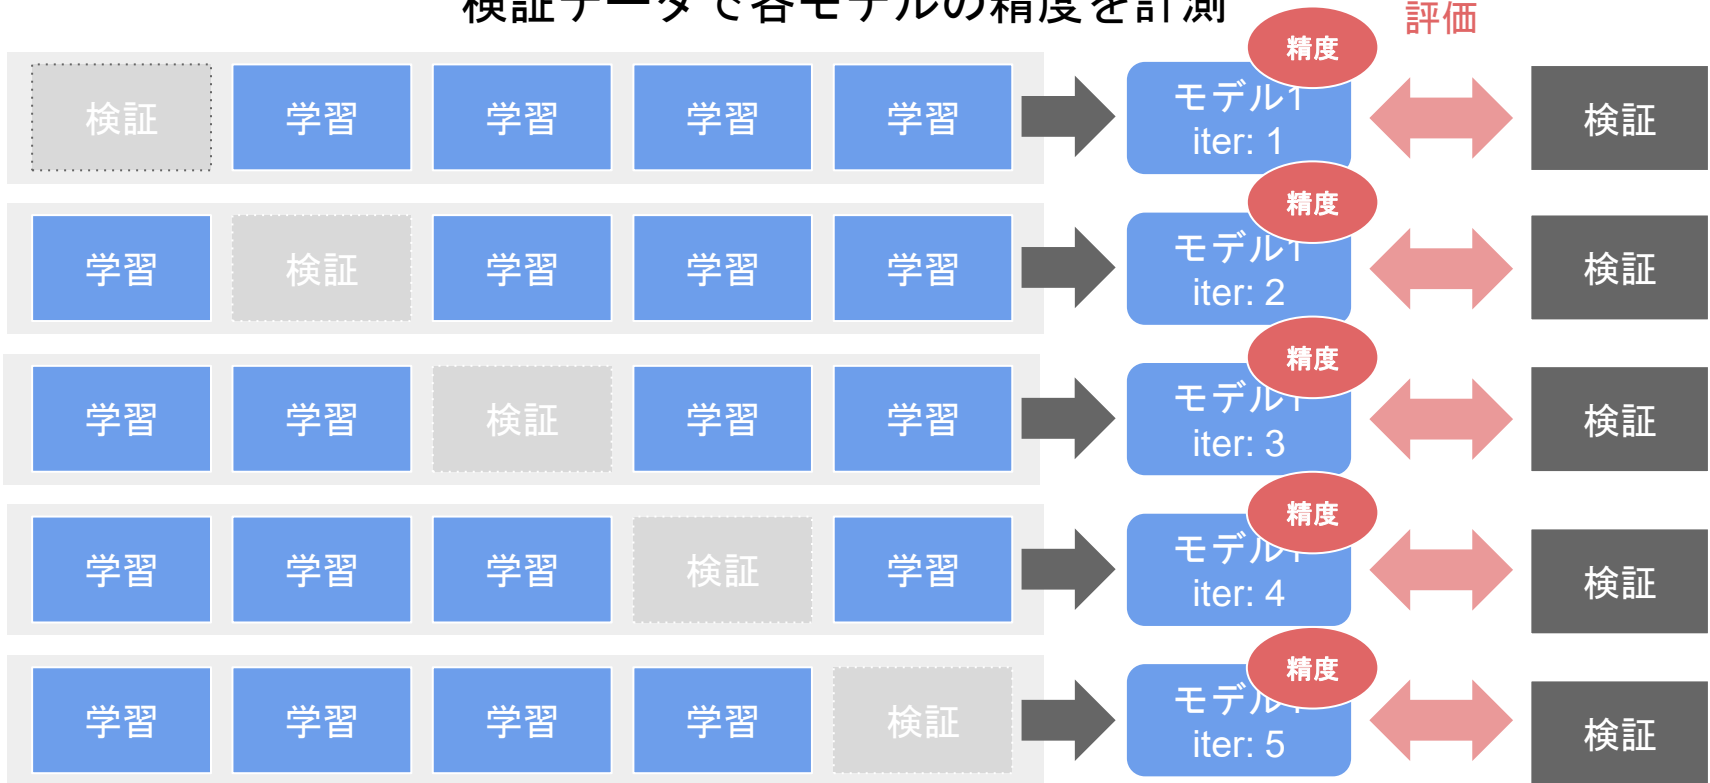 検証データで各モデルの精度を計測
評価
検証 学習 学習 学習 学習
モデル1
iter: 1
精度
検証
学習 検証 学習 学習 学習
モデル1
iter: 2
精度
検証
学習 学習 検証 学習 学習
モデル1
iter: 3
精度
検証
学習 学習 学習 検証 学習
モデル1
iter: 4
精度
検証
学習 学習 学習 学習 検証
モデル1
iter: 5
精度
検証